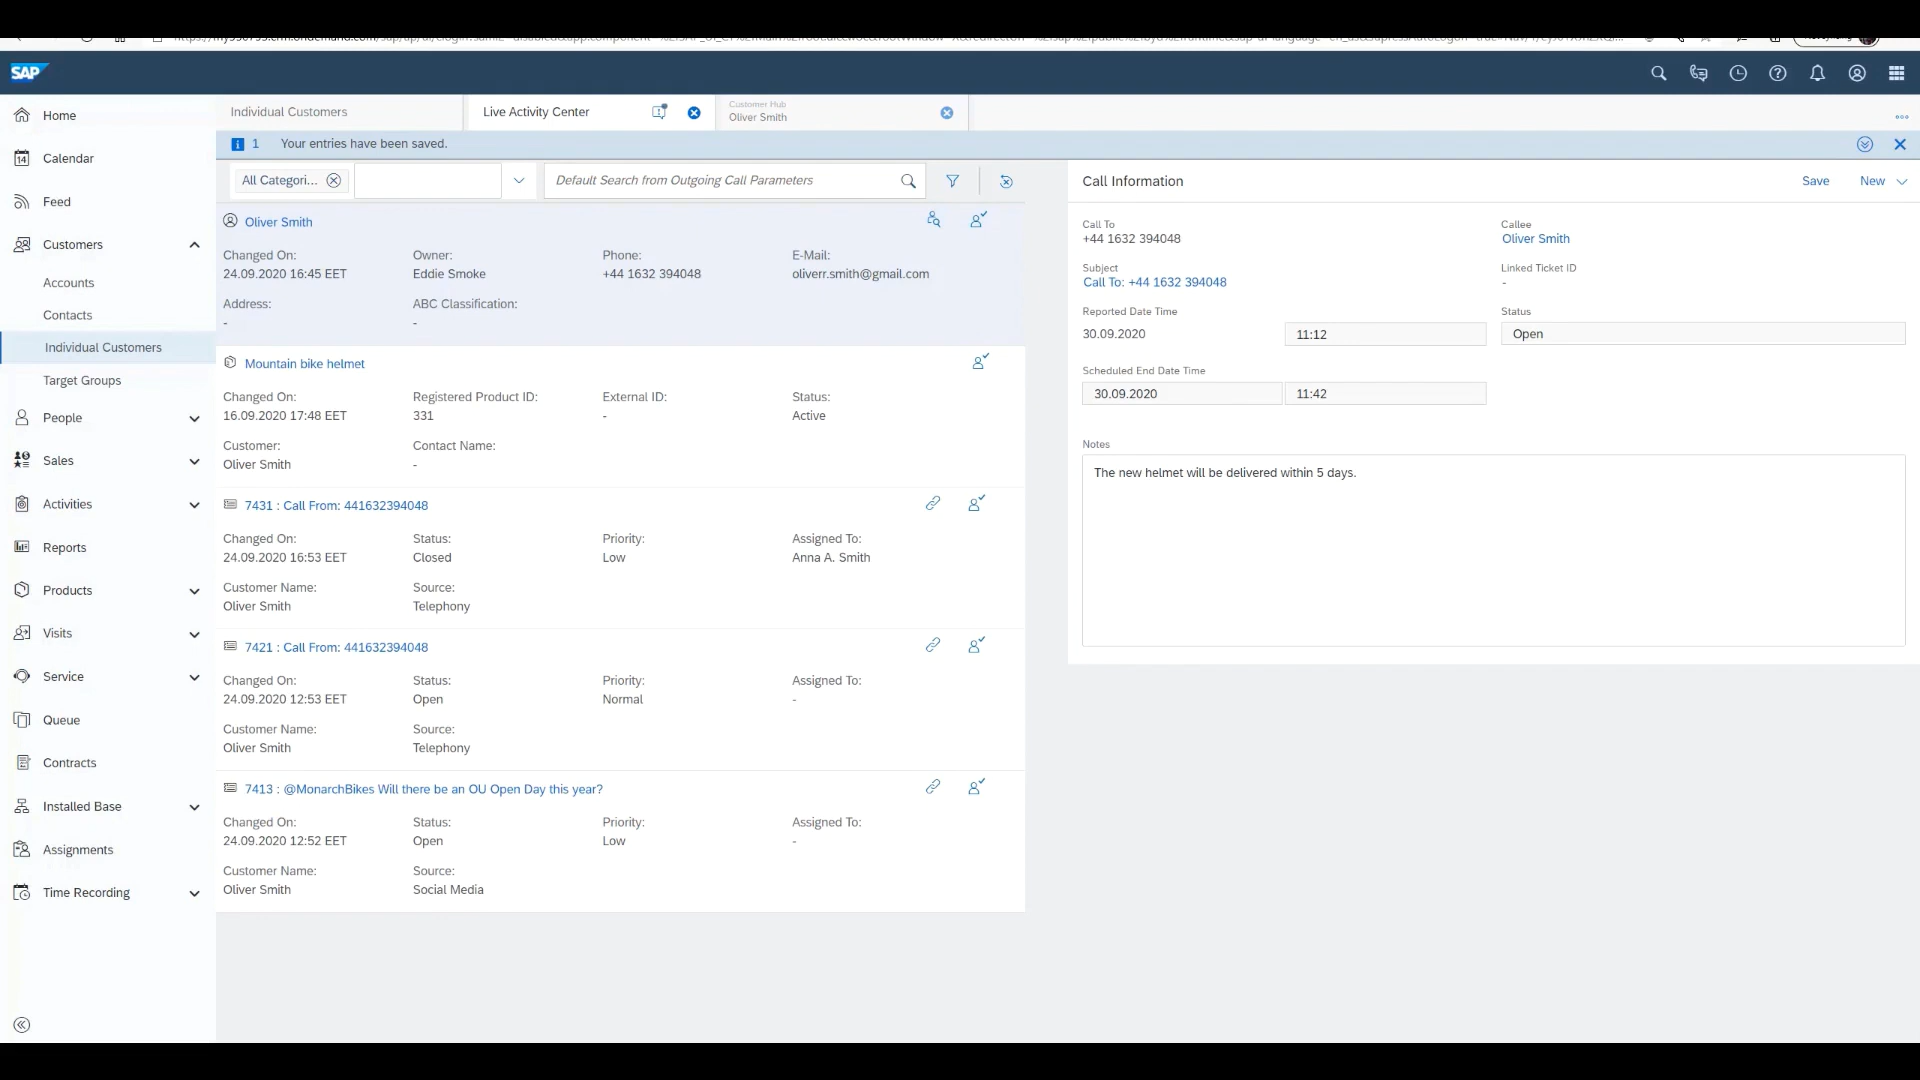 SAP
Home
Calendar
Feed
Customers
Accounts
Contacts
Individual Customers
Target Groups
People
Sales
Activities
Reports
Products
Visits
Service
Queue
Contracts
Installed Base
Assignments
Time Recording
Individual Customers
Live Activity Center
Customer Hub
Oliver Smith
1 Your entries have been saved.
All Categori...
Default Search from Outgoing Call Parameters
Oliver Smith
Changed On: Owner: Phone: E-Mail:
24.09.2020 16:45 EET Eddie Smoke +44 1632 394048 oliverr.smith@gmail.com
Address: ABC Classification:
- -
Mountain bike helmet
Changed On: Registered Product ID: External ID: Status:
16.09.2020 17:48 EET 331 - Active
Customer: Contact Name:
Oliver Smith -
7431 : Call From: 441632394048
Changed On: Status: Priority: Assigned To:
24.09.2020 16:53 EET Closed Low Anna A. Smith
Customer Name: Source:
Oliver Smith Telephony
7421 : Call From: 441632394048
Changed On: Status: Priority: Assigned To:
24.09.2020 12:53 EET Open Normal -
Customer Name: Source:
Oliver Smith Telephony
7413 : @MonarchBikes Will there be an OU Open Day this year?
Changed On: Status: Priority: Assigned To:
24.09.2020 12:52 EET Open Low -
Customer Name: Source:
Oliver Smith Social Media
Call Information Save New
Call To Callee
+44 1632 394048 Oliver Smith
Subject Linked Ticket ID
Call To: +44 1632 394048 -
Reported Date Time Status
30.09.2020 11:12 Open
Scheduled End Date Time
30.09.2020 11:42
Notes
The new helmet will be delivered within 5 days.